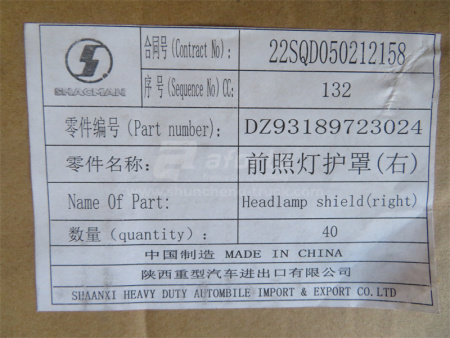 合同号(Contract No): 22SQD050212158
SHACMAN
序号(Sequence No)CC: 132
零件编号(Part number): DZ93189723024
零件名称: 前照灯护罩(右)
Name Of Part: Headlamp shield(right)
数量(quantity): 40
中国制造 MADE IN CHINA
陕西重型汽车进出口有限公司
SHAANXI HEAVY DUTY AUTOMBILE IMPORT & EXPORT CO.LTD